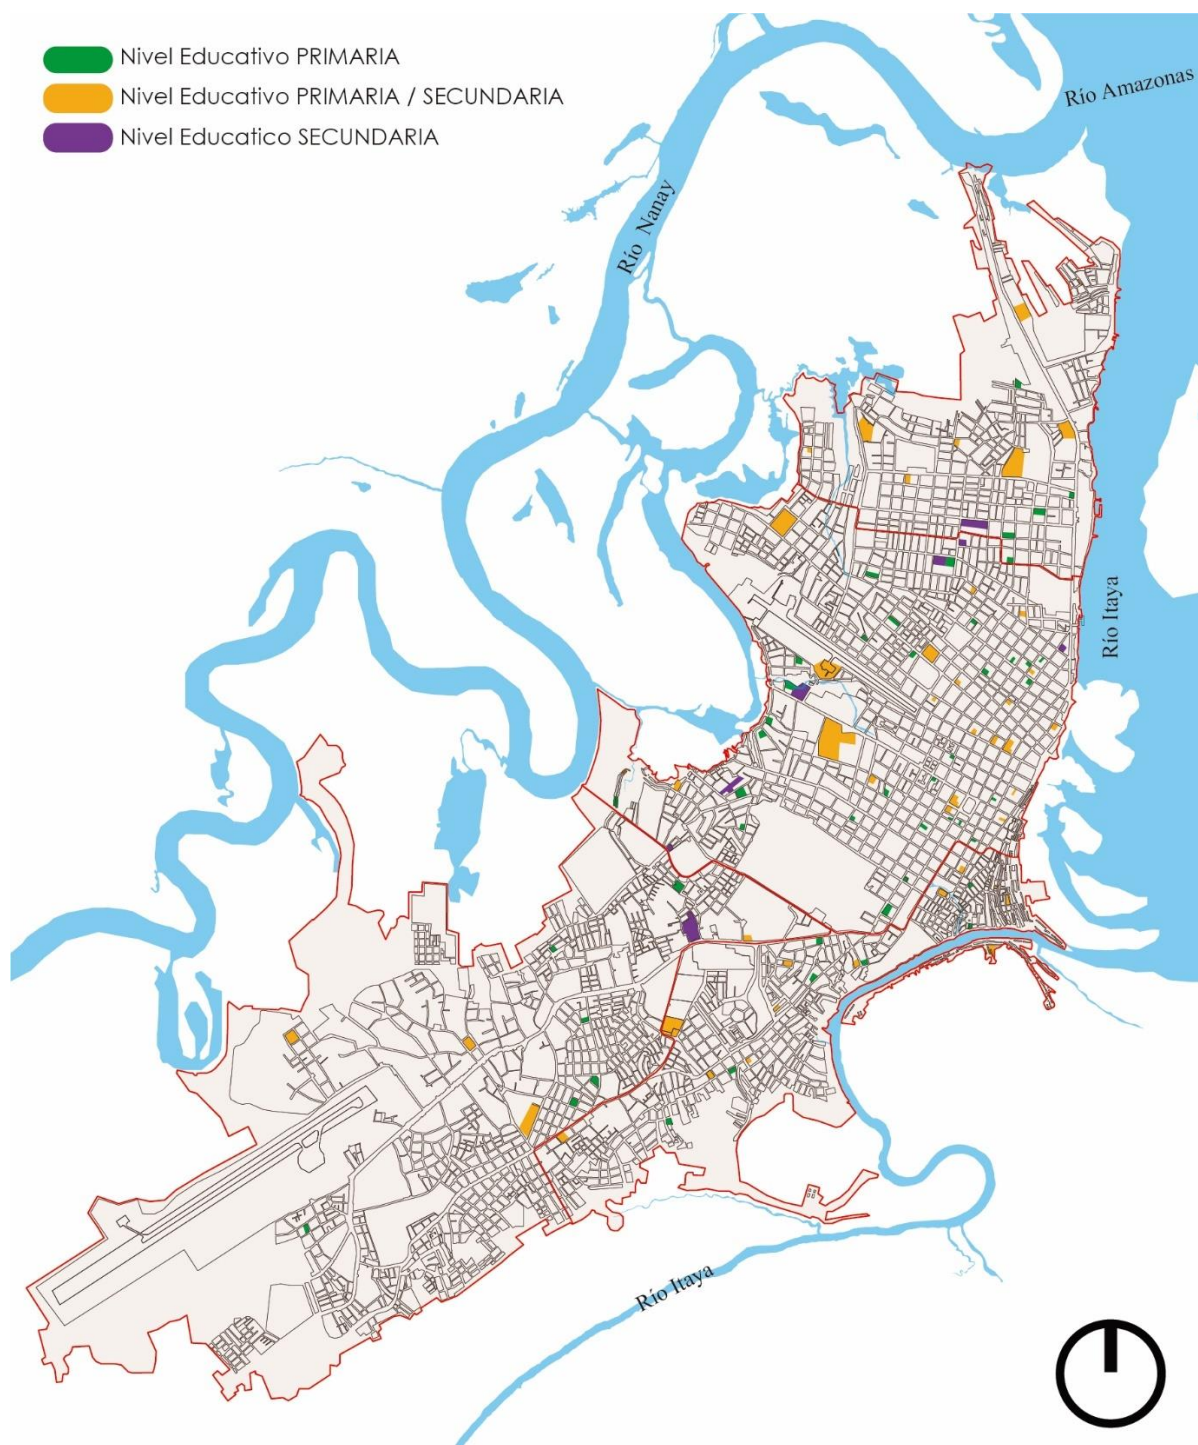 Nivel Educativo PRIMARIA
Nivel Educativo PRIMARIA / SECUNDARIA
Nivel Educatico SECUNDARIA
Río Amazonas
Río Nanay
Río Itaya
Río Itaya